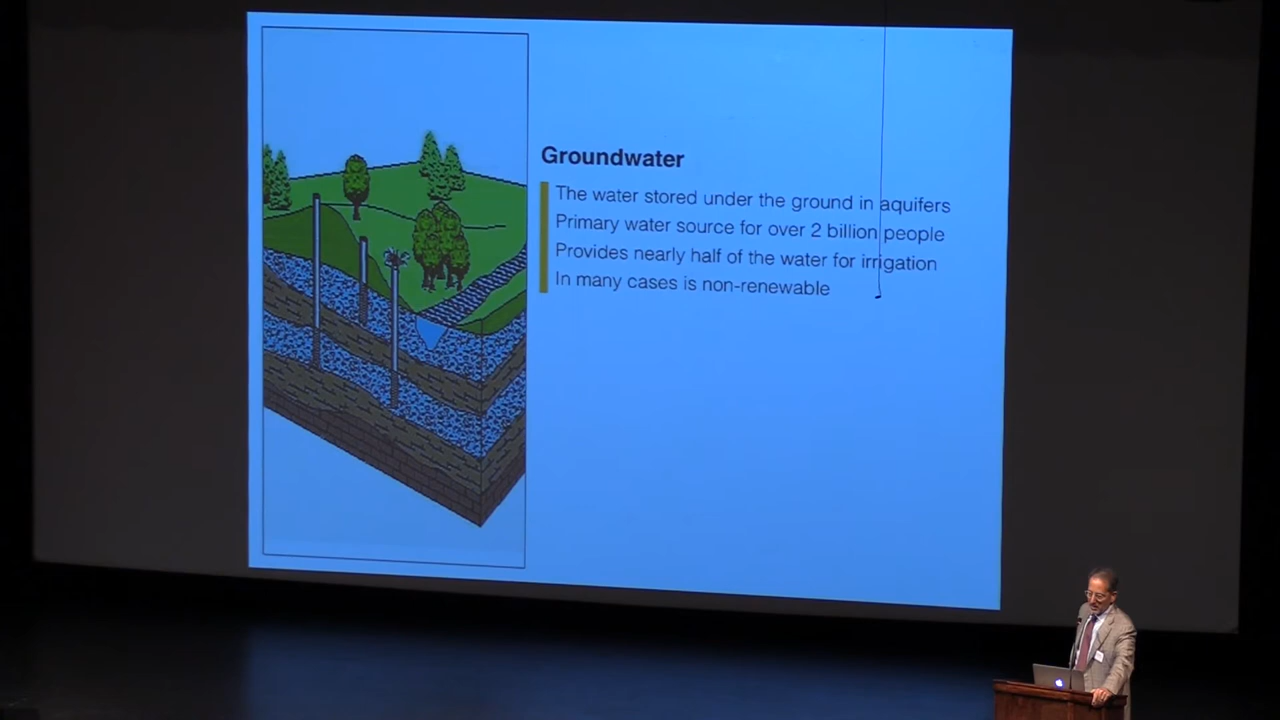 Groundwater
The water stored under the ground in aquifers
Primary water source for over 2 billion people
Provides nearly half of the water for irrigation
In many cases is non-renewable